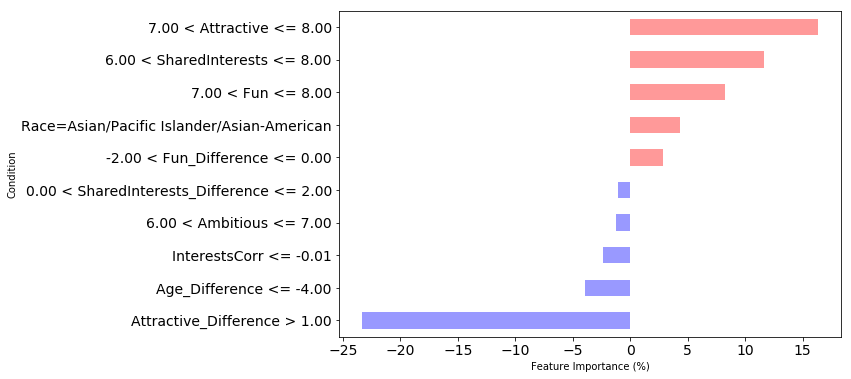 7.00 < Attractive <= 8.00
6.00 < SharedInterests <= 8.00
7.00 < Fun <= 8.00
Race=Asian/Pacific Islander/Asian-American
-2.00 < Fun_Difference <= 0.00
0.00 < SharedInterests_Difference <= 2.00
6.00 < Ambitious <= 7.00
InterestsCorr <= -0.01
Age_Difference <= -4.00
Attractive_Difference > 1.00
Condition
−25 −20 −15 −10 −5 0 5 10 15
Feature Importance (%)